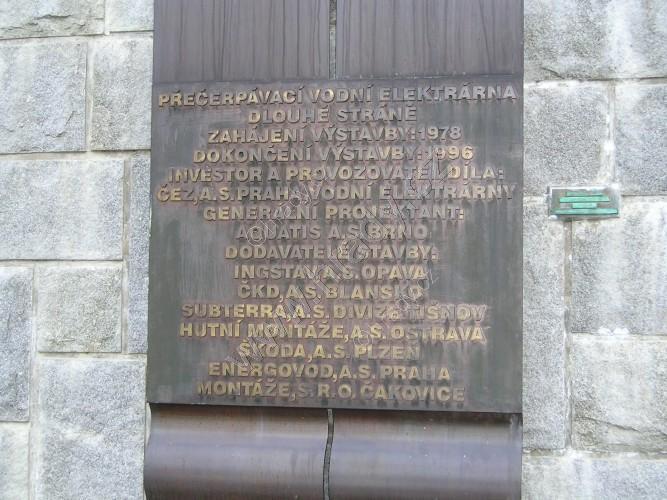 PŘEČERPÁVACÍ VODNÍ ELEKTRÁRNA
DLOUHÉ STRÁNĚ
ZAHÁJENÍ VÝSTAVBY:1978
DOKONČENÍ VÝSTAVBY:1996
INVESTOR A PROVOZOVATEL DÍLA:
ČEZ,A.S.PRAHA VODNÍ ELEKTRÁRNY
GENERÁLNÍ PROJEKTANT:
AQUATIS A.S.BRNO
DODAVATELÉ STAVBY:
INGSTAV,A.S.OPAVA
ČKD,A.S.BLANSKO
SUBTERRA,A.S.DIVIZE TIŠNOV
HUTNÍ MONTÁŽE,A.S.OSTRAVA
ŠKODA,A.S.PLZEŇ
ENERGOVOD,A.S.PRAHA
MONTÁŽE,S.R.O.ČAKOVICE